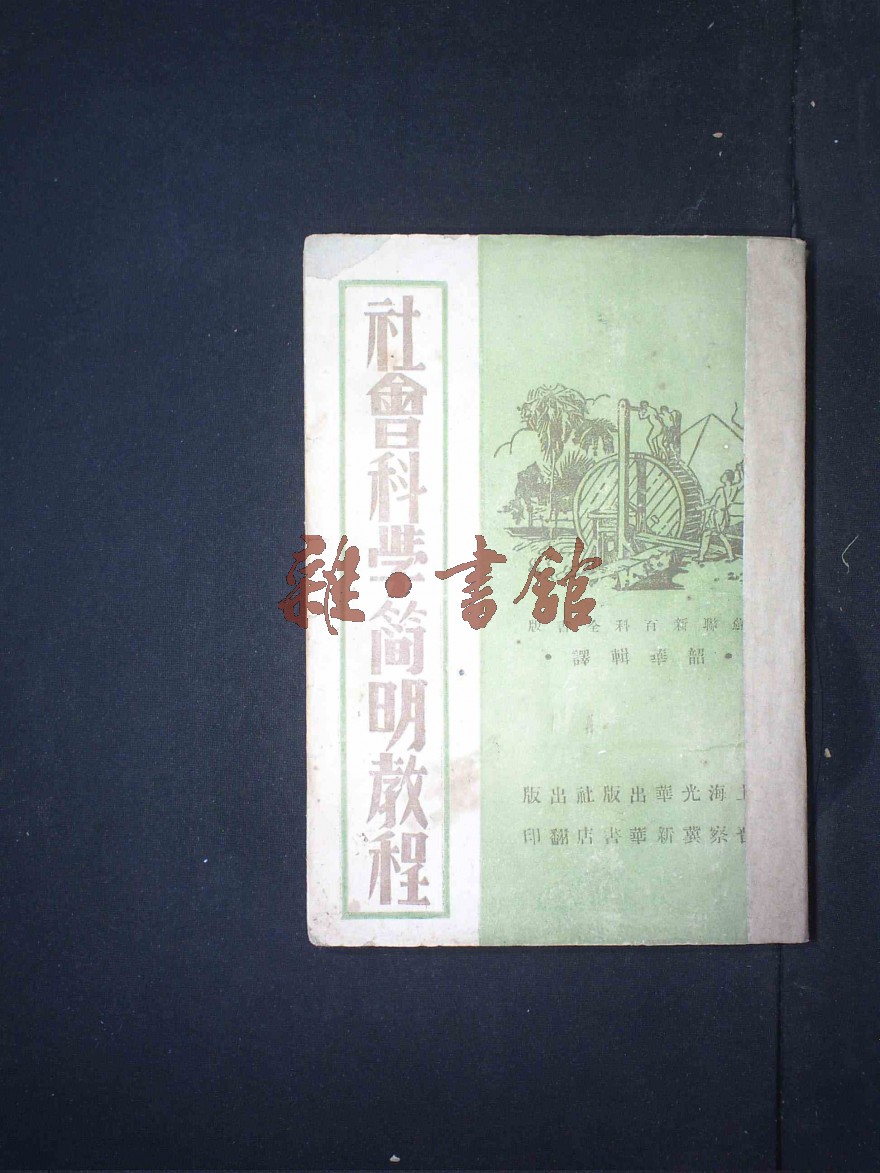 社會科學簡明教程
雜•書館
蘇聯新百科全書版
•韶華輯譯•
上海光華出版社出版
晉察冀新華書店翻印